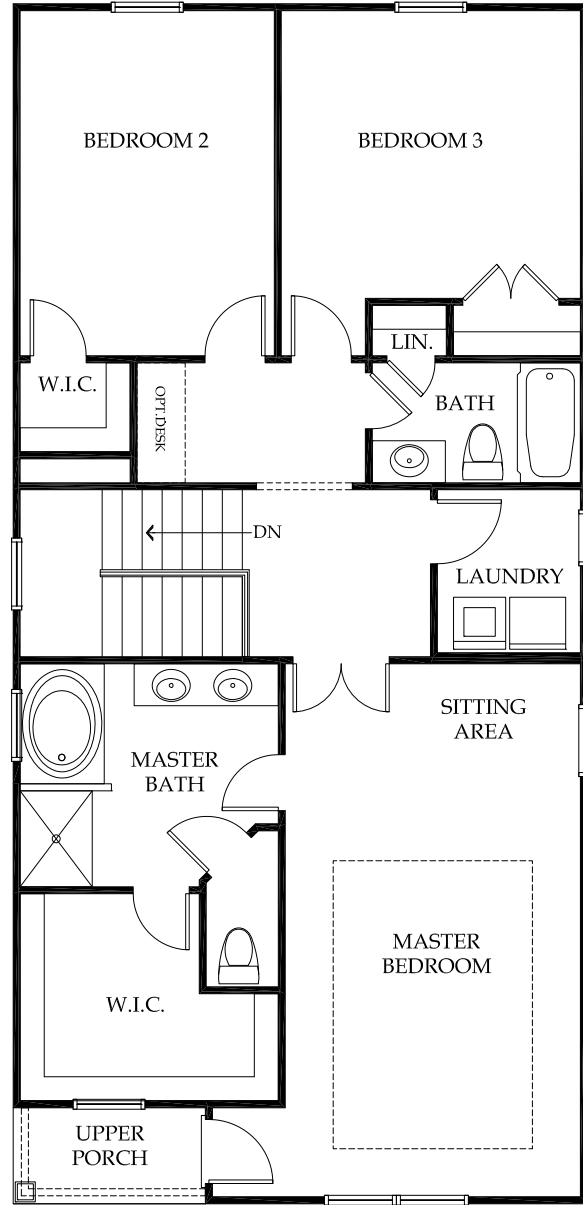 BEDROOM 2
BEDROOM 3
LIN.
W.I.C.
OPT.DESK
BATH
DN
LAUNDRY
SITTING
AREA
MASTER
BATH
MASTER
BEDROOM
W.I.C.
UPPER
PORCH